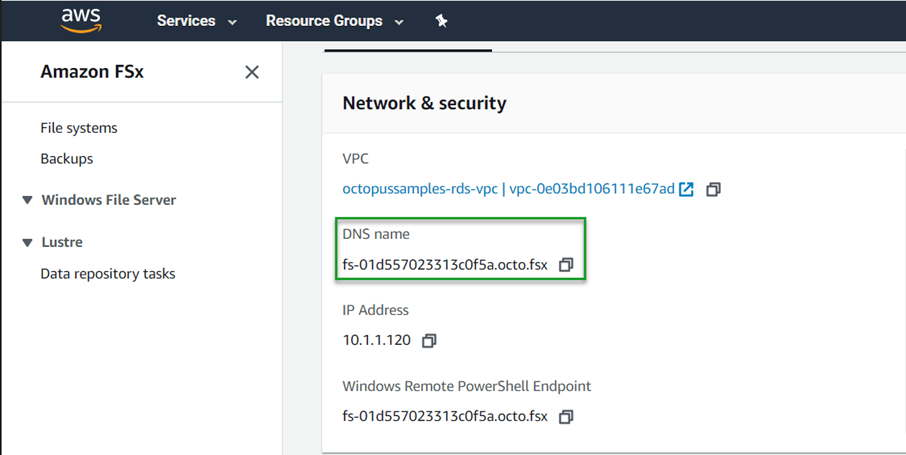 aws
Services
Resource Groups
Amazon FSx
File systems
Backups
Windows File Server
Lustre
Data repository tasks
Network & security
VPC
octopussamples-rds-vpc | vpc-0e03bd106111e67ad
DNS name
fs-01d557023313c0f5a.octo.fsx
IP Address
10.1.1.120
Windows Remote PowerShell Endpoint
fs-01d557023313c0f5a.octo.fsx